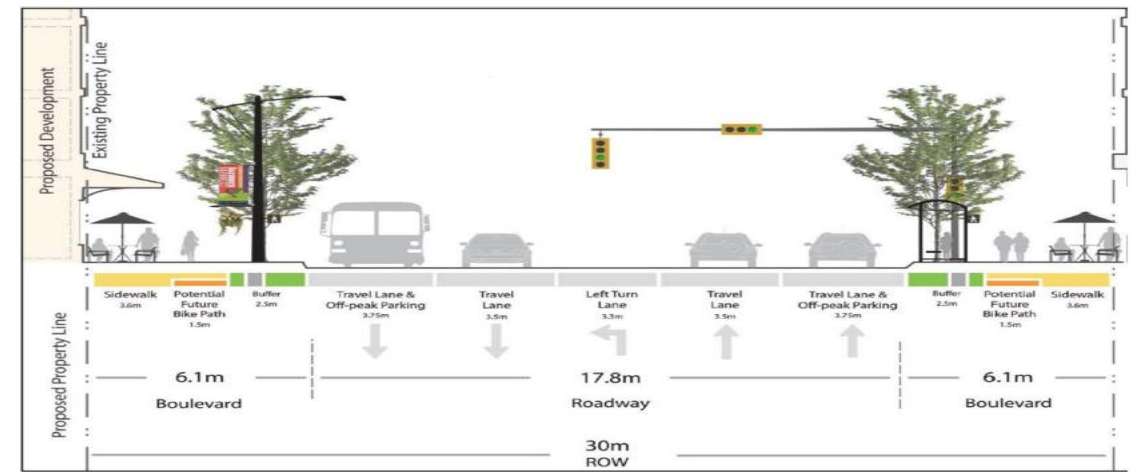 Proposed Development
Existing Property Line
Proposed Property Line
Sidewalk
3.6m
Potential
Future
Bike Path
1.5m
Buffer
2.5m
Travel Lane &
Off-peak Parking
3.75m
Travel
Lane
3.5m
Left Turn
Lane
3.3m
Travel
Lane
3.5m
Travel Lane &
Off-peak Parking
3.75m
Buffer
2.5m
Potential
Future
Bike Path
1.5m
Sidewalk
3.6m
6.1m
Boulevard
17.8m
Roadway
6.1m
Boulevard
30m
ROW